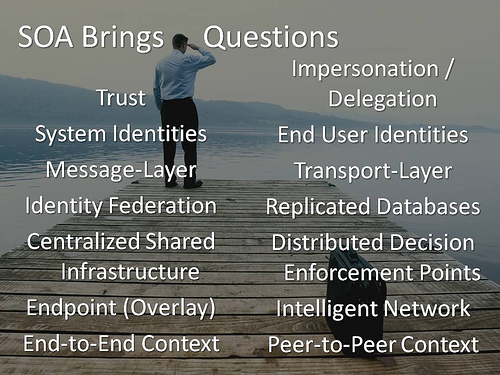 SOA Brings Questions
Trust
System Identities
Message-Layer
Identity Federation
Centralized Shared
Infrastructure
Endpoint (Overlay)
End-to-End Context
Impersonation /
Delegation
End User Identities
Transport-Layer
Replicated Databases
Distributed Decision
Enforcement Points
Intelligent Network
Peer-to-Peer Context